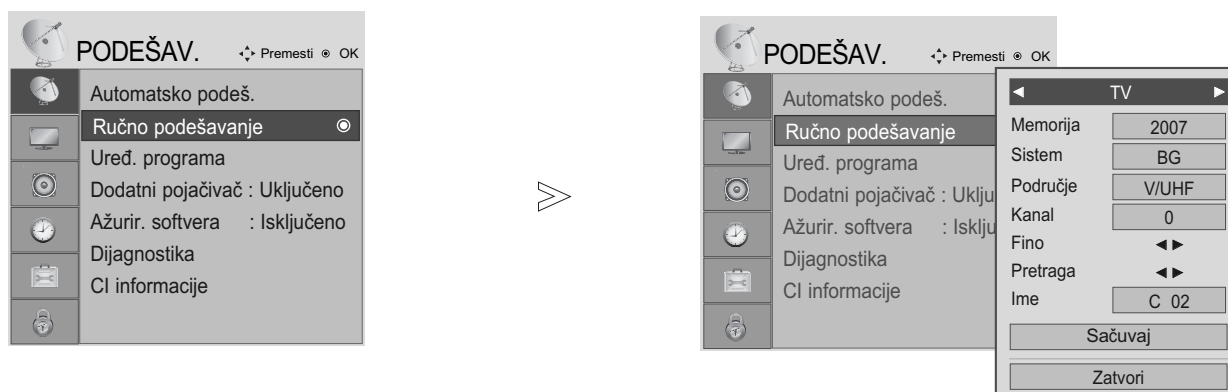 PODEŠAV. Premesti OK
Automatsko podeš.
Ručno podešavanje
Uređ. programa
Dodatni pojačivač : Uključeno
Ažurir. softvera : Isključeno
Dijagnostika
CI informacije
PODEŠAV. Premesti OK
Automatsko podeš.
Ručno podešavanje
Uređ. programa
Dodatni pojačivač : Uklju
Ažurir. softvera : Isklju
Dijagnostika
CI informacije
◄ TV ►
Memorija 2007
Sistem BG
Područje V/UHF
Kanal 0
Fino ◄►
Pretraga ◄►
Ime C 02
Sačuvaj
Zatvori